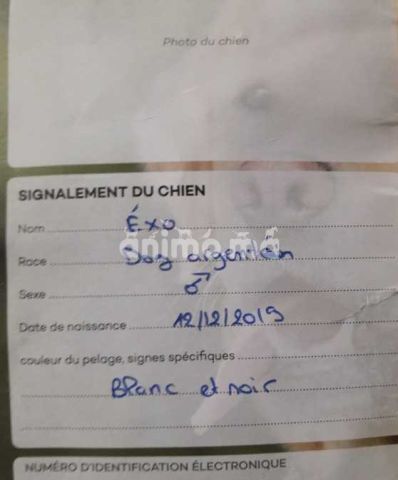 Photo du chien
SIGNALEMENT DU CHIEN
Nom Éxo
Race Dog argentin
Sexe ♂
Date de naissance 12/12/2019
couleur du pelage, signes spécifiques
Blanc et noir
NUMÉRO D'IDENTIFICATION ÉLECTRONIQUE